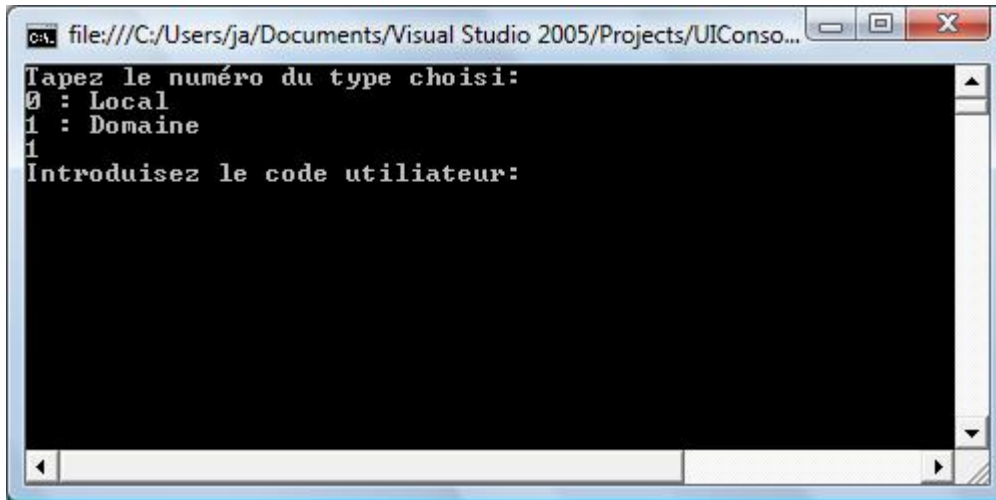 file:///C:/Users/ja/Documents/Visual Studio 2005/Projects/UIConso...
Tapez le numéro du type choisi:
0 : Local
1 : Domaine
1
Introduisez le code utiliateur: